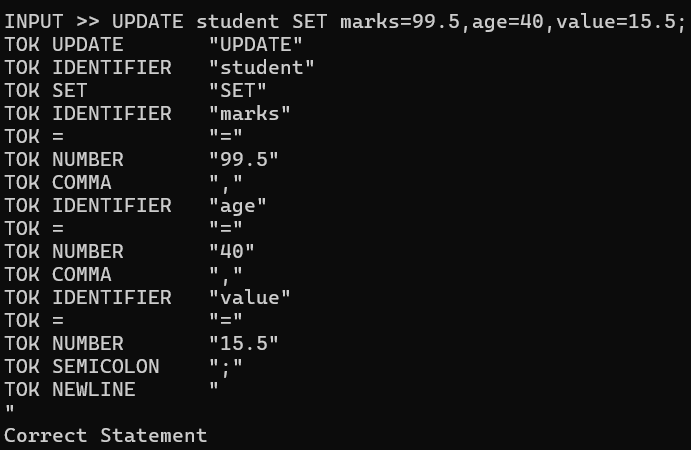 INPUT >> UPDATE student SET marks=99.5,age=40,value=15.5;
TOK UPDATE       "UPDATE"
TOK IDENTIFIER   "student"
TOK SET          "SET"
TOK IDENTIFIER   "marks"
TOK =            "="
TOK NUMBER       "99.5"
TOK COMMA        ","
TOK IDENTIFIER   "age"
TOK =            "="
TOK NUMBER       "40"
TOK COMMA        ","
TOK IDENTIFIER   "value"
TOK =            "="
TOK NUMBER       "15.5"
TOK SEMICOLON    ";"
TOK NEWLINE      "
"
Correct Statement